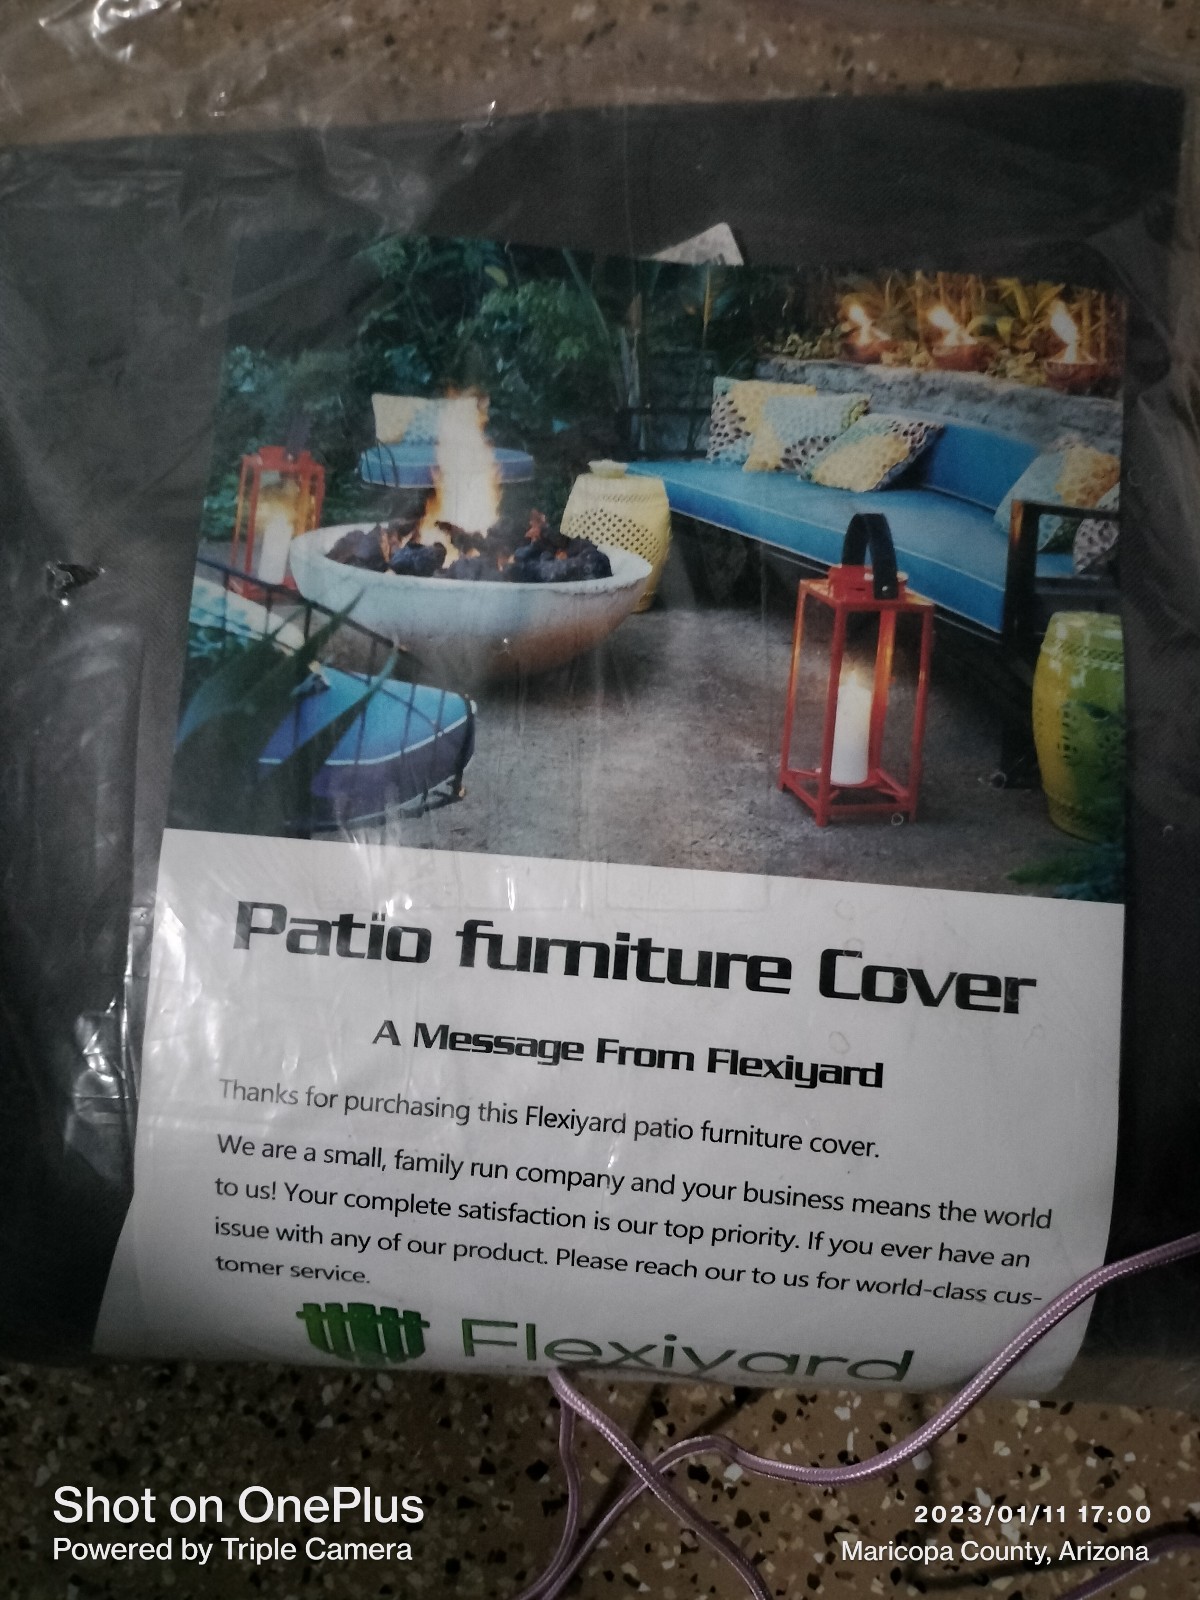 Patio furniture Cover
A Message From Flexiyard
Thanks for purchasing this Flexiyard patio furniture cover.
We are a small, family run company and your business means the world
to us! Your complete satisfaction is our top priority. If you ever have an
issue with any of our product. Please reach our to us for world-class cus-
tomer service.
Flexiyard
Shot on OnePlus
Powered by Triple Camera
2023/01/11 17:00
Maricopa County, Arizona